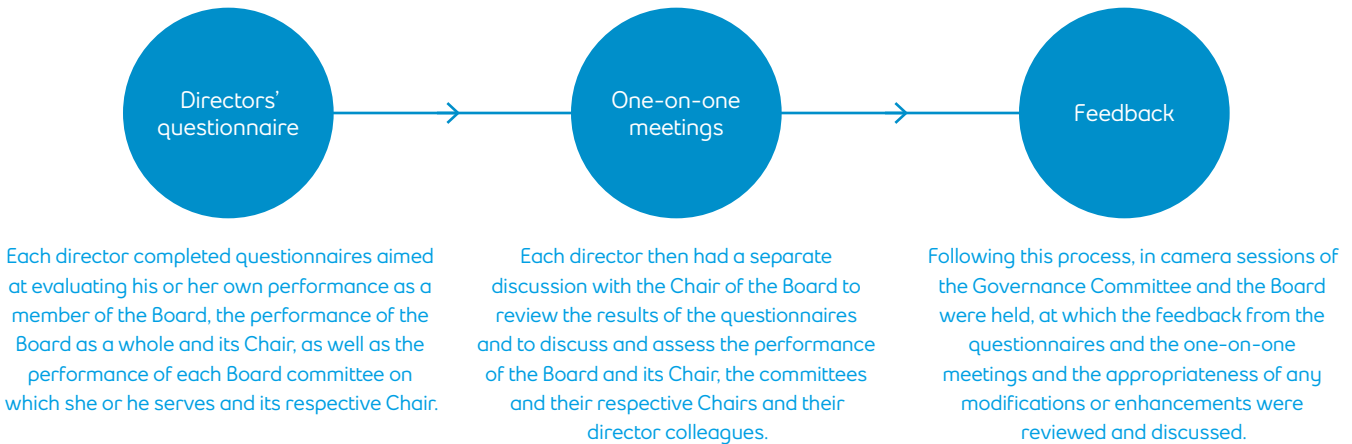 Directors’
questionnaire
One-on-one
meetings
Feedback
Each director completed questionnaires aimed
at evaluating his or her own performance as a
member of the Board, the performance of the
Board as a whole and its Chair, as well as the
performance of each Board committee on
which she or he serves and its respective Chair.
Each director then had a separate
discussion with the Chair of the Board to
review the results of the questionnaires
and to discuss and assess the performance
of the Board and its Chair, the committees
and their respective Chairs and their
director colleagues.
Following this process, in camera sessions of
the Governance Committee and the Board
were held, at which the feedback from the
questionnaires and the one-on-one
meetings and the appropriateness of any
modifications or enhancements were
reviewed and discussed.